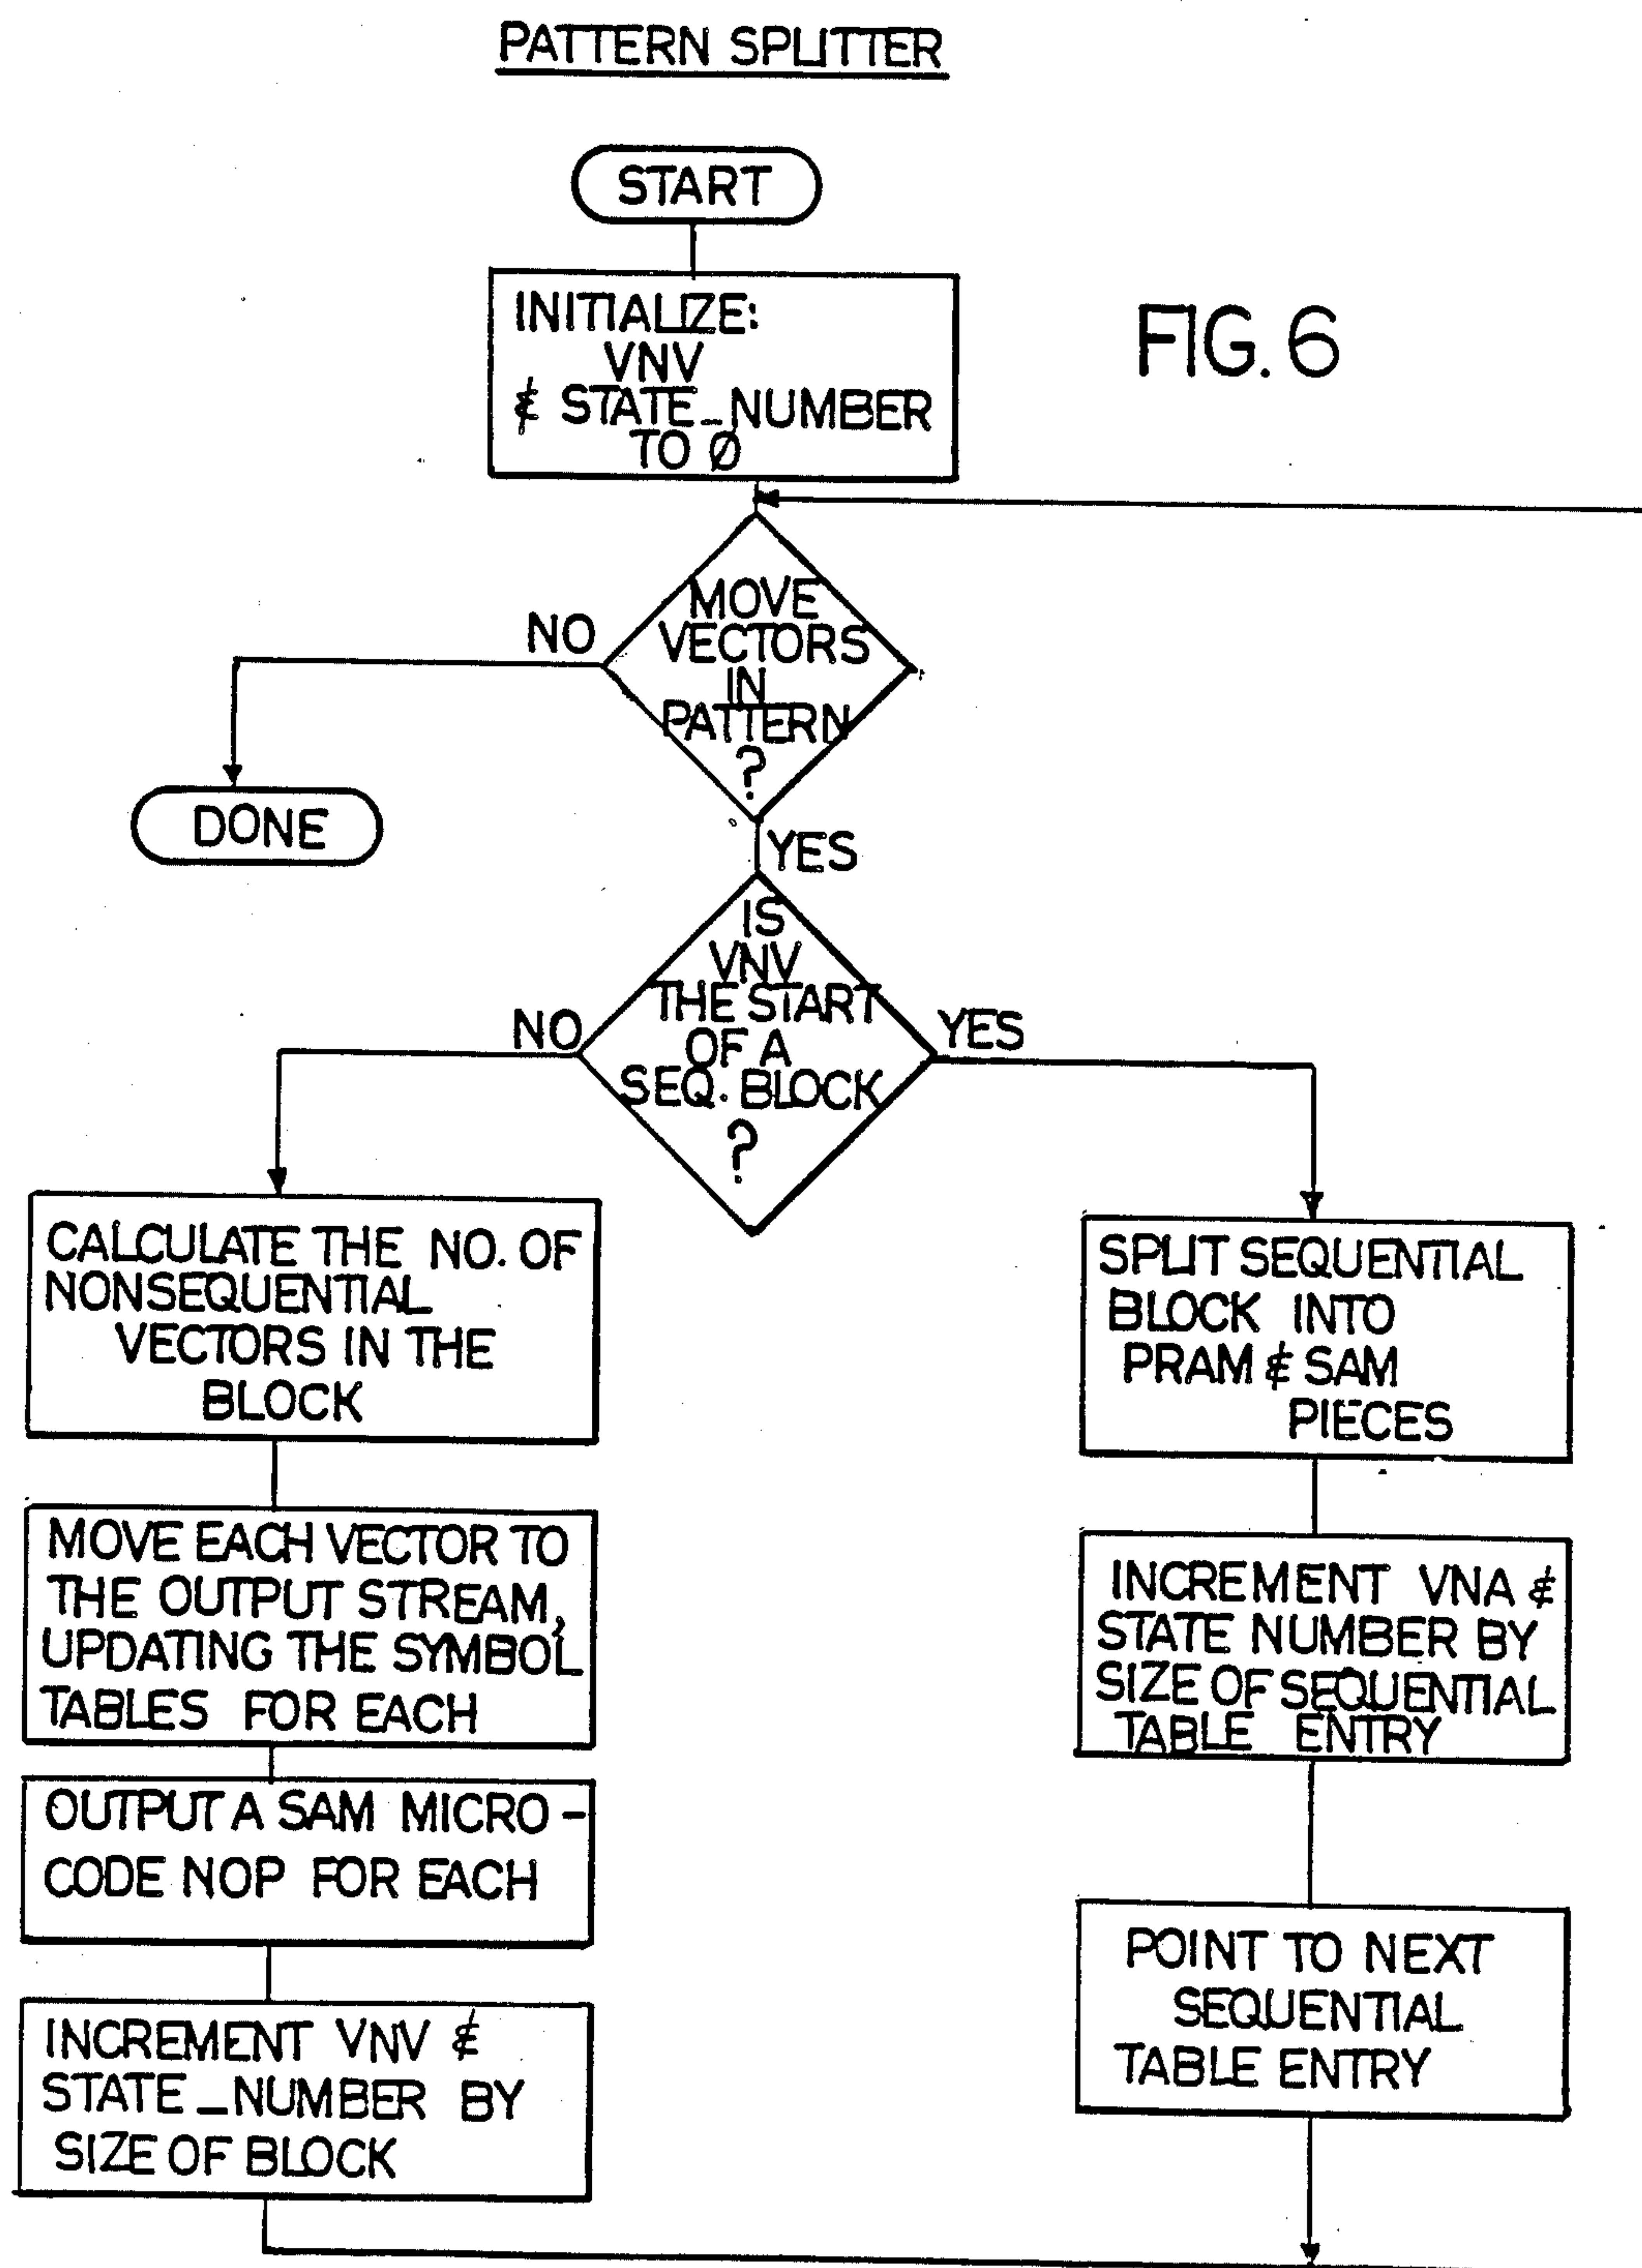 PATTERN SPLITTER
START
INITIALIZE:
VNV
& STATE_NUMBER
TO Ø
FIG. 6
MOVE
VECTORS
IN
PATTERN
?
NO
DONE
YES
IS
VNV
THE START
OF A
SEQ. BLOCK
?
NO
YES
CALCULATE THE NO. OF
NONSEQUENTIAL
VECTORS IN THE
BLOCK
MOVE EACH VECTOR TO
THE OUTPUT STREAM,
UPDATING THE SYMBOL
TABLES FOR EACH
OUTPUT A SAM MICRO-
CODE NOP FOR EACH
INCREMENT VNV &
STATE_NUMBER BY
SIZE OF BLOCK
SPLIT SEQUENTIAL
BLOCK INTO
PRAM & SAM
PIECES
INCREMENT VNA &
STATE NUMBER BY
SIZE OF SEQUENTIAL
TABLE ENTRY
POINT TO NEXT
SEQUENTIAL
TABLE ENTRY